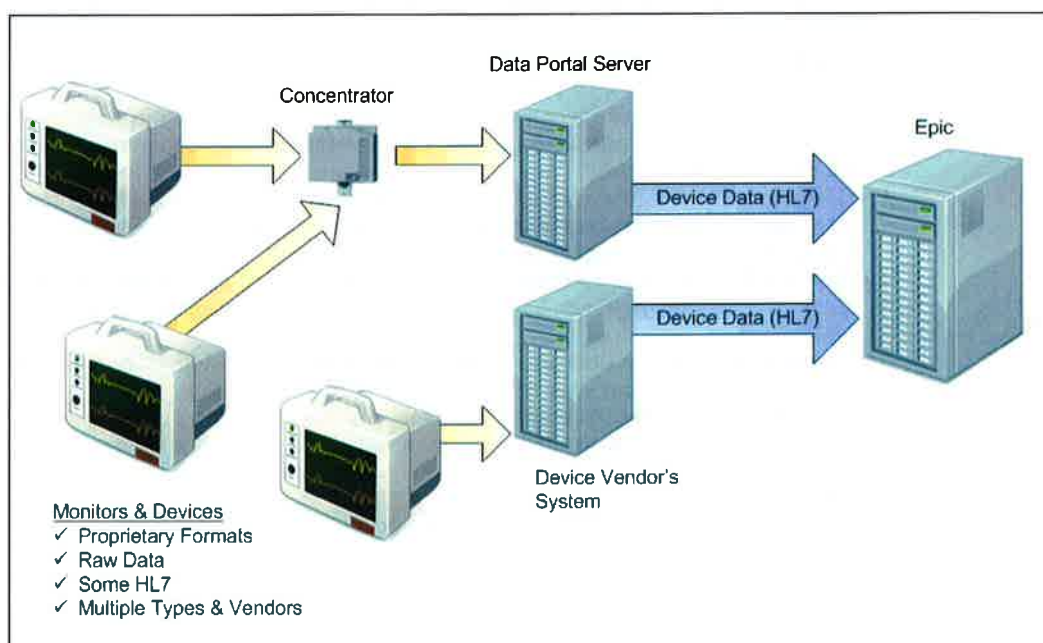 Data Portal Server
Concentrator
Epic
Device Data (HL7)
Device Data (HL7)
Device Vendor's
System
Monitors & Devices
✓ Proprietary Formats
✓ Raw Data
✓ Some HL7
✓ Multiple Types & Vendors